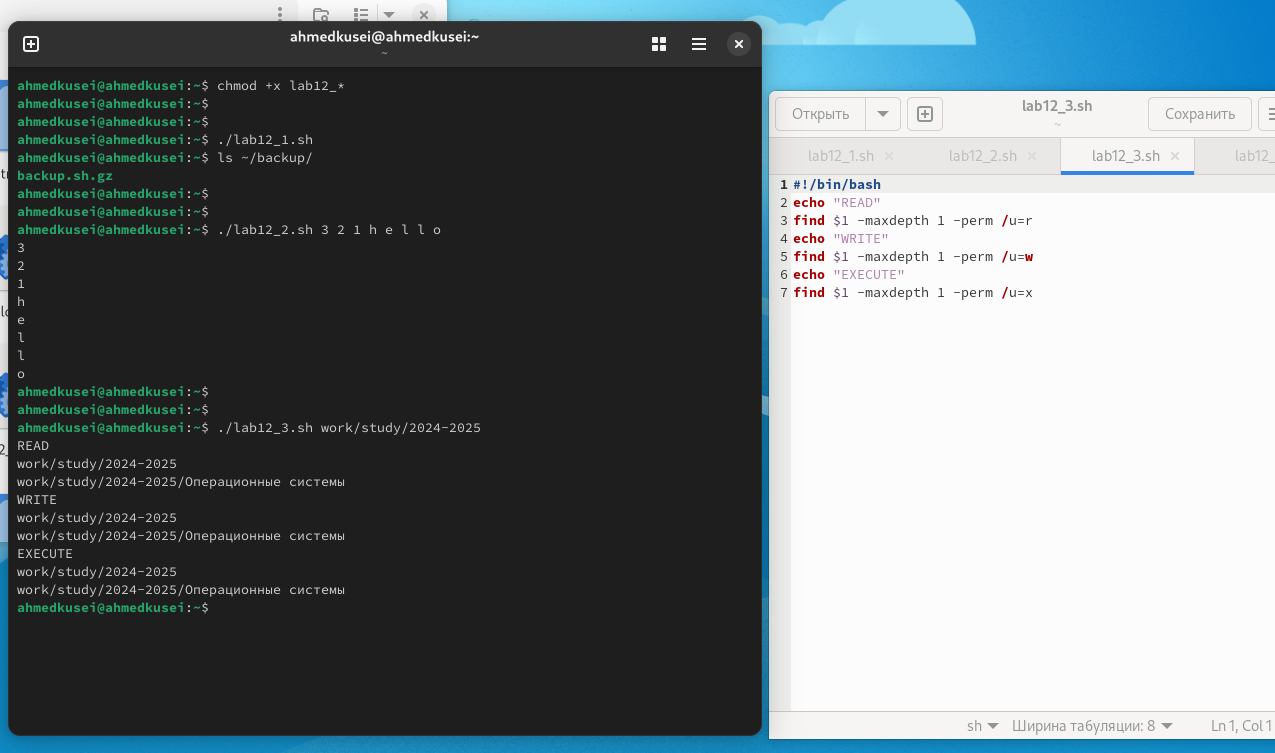 ahmedkusei@ahmedkusei:~
~
ahmedkusei@ahmedkusei:~$ chmod +x lab12_*
ahmedkusei@ahmedkusei:~$
ahmedkusei@ahmedkusei:~$
ahmedkusei@ahmedkusei:~$ ./lab12_1.sh
ahmedkusei@ahmedkusei:~$ ls ~/backup/
backup.sh.gz
ahmedkusei@ahmedkusei:~$
ahmedkusei@ahmedkusei:~$
ahmedkusei@ahmedkusei:~$ ./lab12_2.sh 3 2 1 h e l l o
3
2
1
h
e
l
l
o
ahmedkusei@ahmedkusei:~$
ahmedkusei@ahmedkusei:~$
ahmedkusei@ahmedkusei:~$ ./lab12_3.sh work/study/2024-2025
READ
work/study/2024-2025
work/study/2024-2025/Операционные системы
WRITE
work/study/2024-2025
work/study/2024-2025/Операционные системы
EXECUTE
work/study/2024-2025
work/study/2024-2025/Операционные системы
ahmedkusei@ahmedkusei:~$
Открыть
lab12_3.sh
~
Сохранить
lab12_1.sh
lab12_2.sh
lab12_3.sh
lab12_
1 #!/bin/bash
2 echo "READ"
3 find $1 -maxdepth 1 -perm /u=r
4 echo "WRITE"
5 find $1 -maxdepth 1 -perm /u=w
6 echo "EXECUTE"
7 find $1 -maxdepth 1 -perm /u=x
sh
Ширина табуляции: 8
Ln 1, Col 1